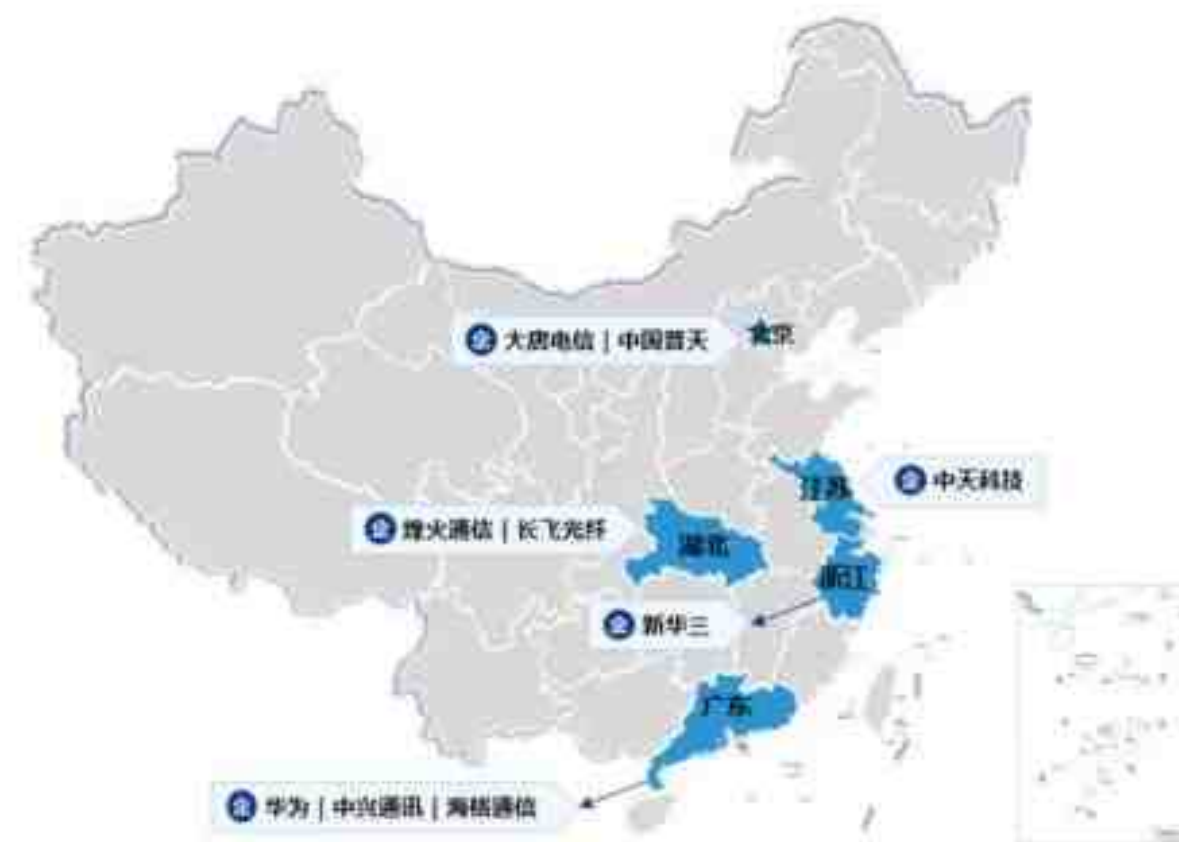 大唐电信 | 中国普天
北京
江苏
中天科技
烽火通信 | 长飞光纤
湖北
浙江
新华三
广东
华为 | 中兴通讯 | 海格通信